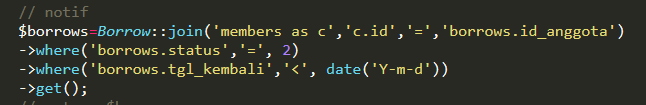 // notif
$borrows=Borrow::join('members as c','c.id','=','borrows.id_anggota')
->where('borrows.status','=', 2)
->where('borrows.tgl_kembali','<', date('Y-m-d'))
->get();